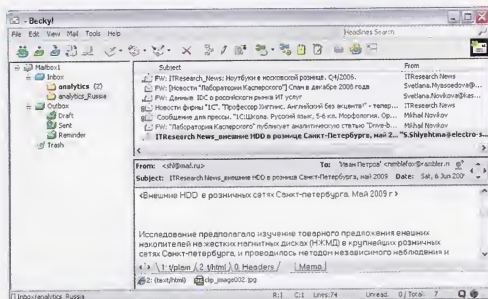 - Becky!
File Edit View Mail Tools Help
Headlines Search
Mailbox1
Inbox
analytics (2)
analytics_Russia
Outbox
Draft
Sent
Reminder
Trash
Subject From
FW: ITResearch_News: Ноутбуки в московской рознице. Q4/2006. ITResearch News
FW: [Новости "Лаборатории Касперского"] Спам в декабре 2006 года Svetlana.Myasoedova@...
FW: Данные IDC о российском рынке ИТ услуг Svetlana.Novikova@kas...
Новости фирмы "1С". "Профессор Хиггинс. Английский без акцента!" - тепер... ITResearch News
Сообщение для прессы. "1С:Школа. Русский язык, 5-6 кл. Морфология. Ор... Mikhail Novikov
FW: "Лаборатория Касперского" публикует аналитическую статью "Drive-b... Mikhail Novikov
ITResearch News_внешние HDD в рознице Санкт-Петербурга, май 2... "S.Shlyahtina@electro-s...
From: <shl@mail.ru> To: "Иван Петров" <nmblefox@rambler.ru
Subject: ITResearch News_внешние HDD в рознице Санкт-Петербурга, май 2009 Date: Sat, 6 Jun 200
<Внешние HDD в розничных сетях Санкт-петербурга. Май 2009 г>
Исследование предполагало изучение товарного предложения внешних
накопителей на жестких магнитных дисках (НЖМД) в крупнейших розничных
сетях Санкт-петербурга, и проводилось методом независимого наблюдения и
1: t/plain 2: html 0. Headers [Memo]
2: (text/html) clip_image002.jpg
[] Inbox/analytics_Russia R:1 C:1 Lines:74 Unread: 0 / Total: 7